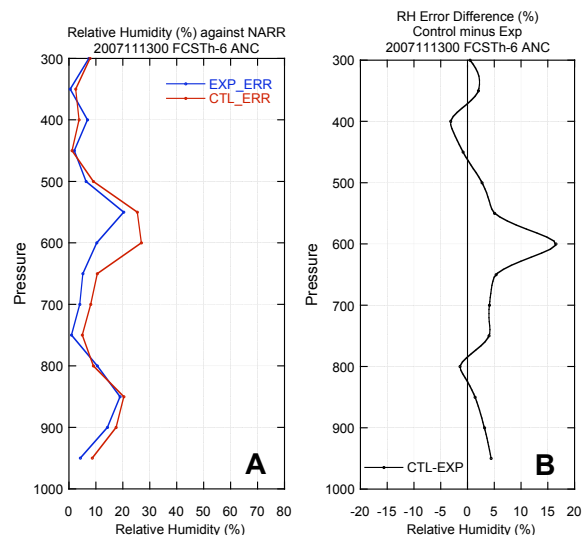 Relative Humidity (%) against NARR
2007111300 FCSTh-6 ANC
300
400
500
600
700
800
900
1000
Pressure
EXP_ERR
CTL_ERR
A
0 10 20 30 40 50 60 70 80
Relative Humidity (%)
RH Error Difference (%)
Control minus Exp
2007111300 FCSTh-6 ANC
300
400
500
600
700
800
900
1000
Pressure
CTL-EXP
B
-20 -15 -10 -5 0 5 10 15 20
Relative Humidity (%)